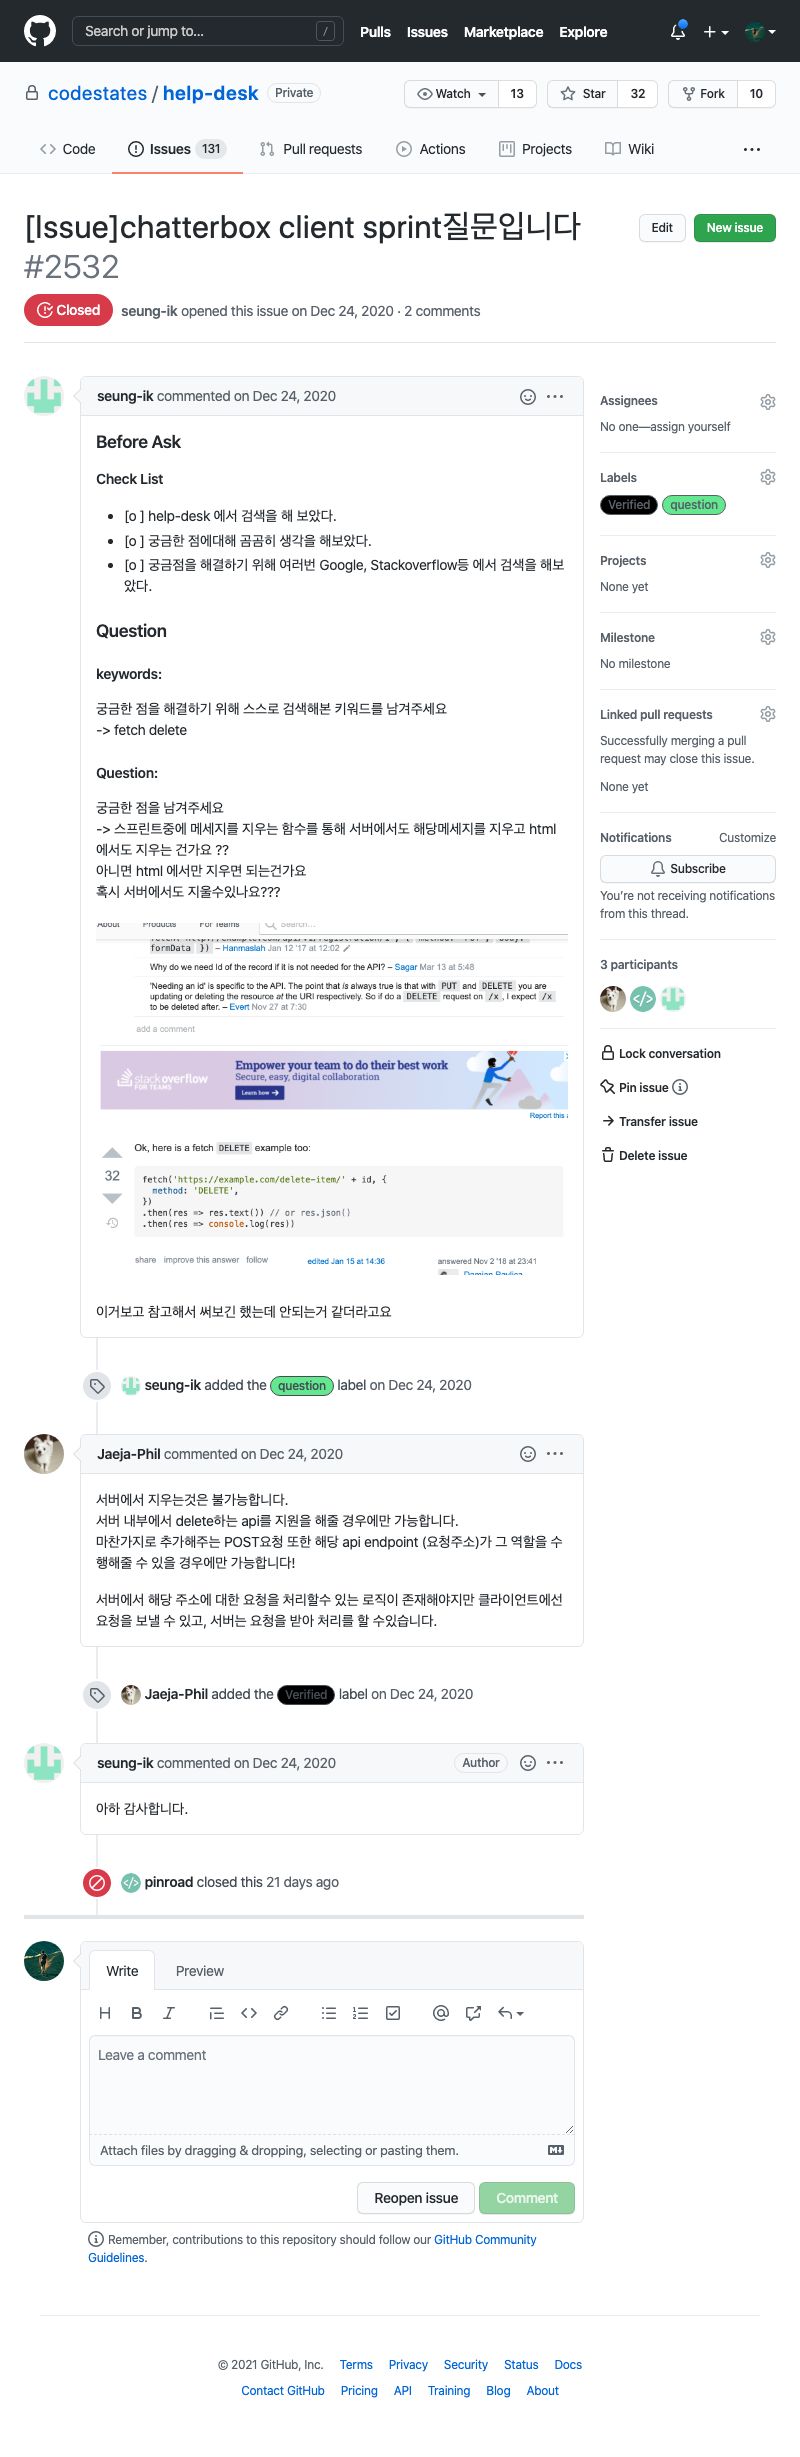 Search or jump to... /
Pulls Issues Marketplace Explore
codestates / help-desk Private
Watch 13 Star 32 Fork 10
Code Issues 131 Pull requests Actions Projects Wiki
[Issue]chatterbox client sprint질문입니다
#2532
Edit New issue
Closed seung-ik opened this issue on Dec 24, 2020 · 2 comments
seung-ik commented on Dec 24, 2020
Before Ask
Check List
• [o ] help-desk 에서 검색을 해 보았다.
• [o ] 궁금한 점에대해 곰곰히 생각을 해보았다.
• [o ] 궁금점을 해결하기 위해 여러번 Google, Stackoverflow등 에서 검색을 해보
았다.
Question
keywords:
궁금한 점을 해결하기 위해 스스로 검색해본 키워드를 남겨주세요
-> fetch delete
Question:
궁금한 점을 남겨주세요
-> 스프린트중에 메세지를 지우는 함수를 통해 서버에서도 해당메세지를 지우고 html
에서도 지우는 건가요 ??
아니면 html 에서만 지우면 되는건가요
혹시 서버에서도 지울수있나요???
About Products For Teams Search...
formData }) – Hanmaslah Jan 12 '17 at 12:02
Why do we need Id of the record if it is not needed for the API? – Sagar Mar 13 at 5:48
'Needing an id' is specific to the API. The point that is always true is that with PUT and DELETE you are
updating or deleting the resource at the URI respectively. So if do a DELETE request on /x , I expect /x
to be deleted after. – Evert Nov 27 at 7:30
add a comment
stack overflow
FOR TEAMS
Empower your team to do their best work
Secure, easy, digital collaboration
Learn how →
Report this a
32
Ok, here is a fetch DELETE example too:
fetch('https://example.com/delete-item/' + id, {
method: 'DELETE',
})
.then(res => res.text()) // or res.json()
.then(res => console.log(res))
share improve this answer follow
edited Jan 15 at 14:36
answered Nov 2 '18 at 23:41
이거보고 참고해서 써보긴 했는데 안되는거 같더라고요
seung-ik added the question label on Dec 24, 2020
Jaeja-Phil commented on Dec 24, 2020
서버에서 지우는것은 불가능합니다.
서버 내부에서 delete하는 api를 지원을 해줄 경우에만 가능합니다.
마찬가지로 추가해주는 POST요청 또한 해당 api endpoint (요청주소)가 그 역할을 수
행해줄 수 있을 경우에만 가능합니다!
서버에서 해당 주소에 대한 요청을 처리할수 있는 로직이 존재해야지만 클라이언트에선
요청을 보낼 수 있고, 서버는 요청을 받아 처리를 할 수있습니다.
Jaeja-Phil added the Verified label on Dec 24, 2020
seung-ik commented on Dec 24, 2020 Author
아하 감사합니다.
pinroad closed this 21 days ago
Write Preview
Leave a comment
Attach files by dragging & dropping, selecting or pasting them.
Reopen issue Comment
Remember, contributions to this repository should follow our GitHub Community
Guidelines.
Assignees
No one—assign yourself
Labels
Verified question
Projects
None yet
Milestone
No milestone
Linked pull requests
Successfully merging a pull
request may close this issue.
None yet
Notifications Customize
Subscribe
You're not receiving notifications
from this thread.
3 participants
Lock conversation
Pin issue
Transfer issue
Delete issue
© 2021 GitHub, Inc. Terms Privacy Security Status Docs
Contact GitHub Pricing API Training Blog About